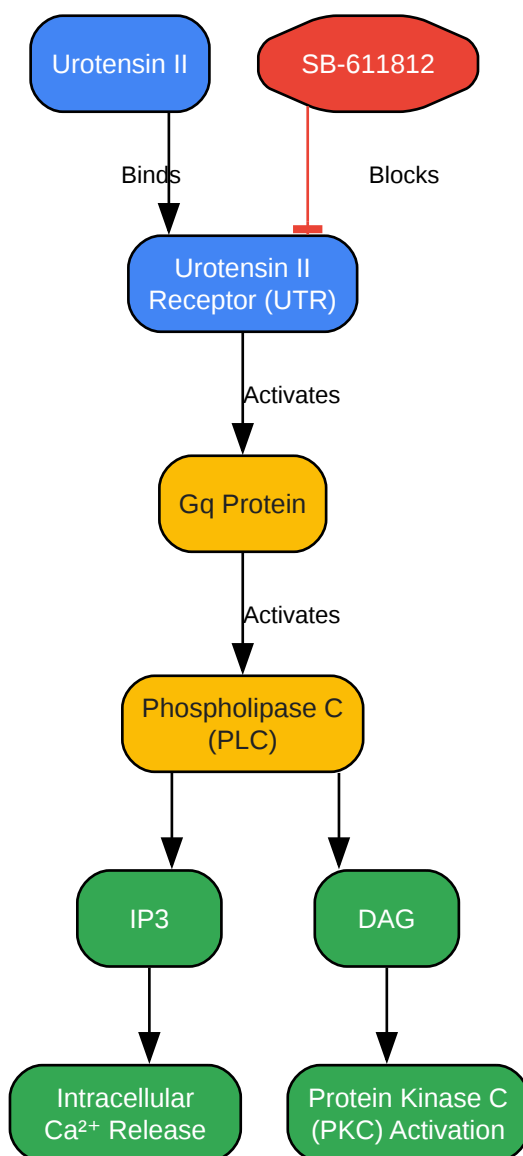 Urotensin II
SB-611812
Binds
Blocks
Urotensin II
Receptor (UTR)
Activates
Gq Protein
Activates
Phospholipase C
(PLC)
IP3
DAG
Intracellular
Ca²⁺ Release
Protein Kinase C
(PKC) Activation